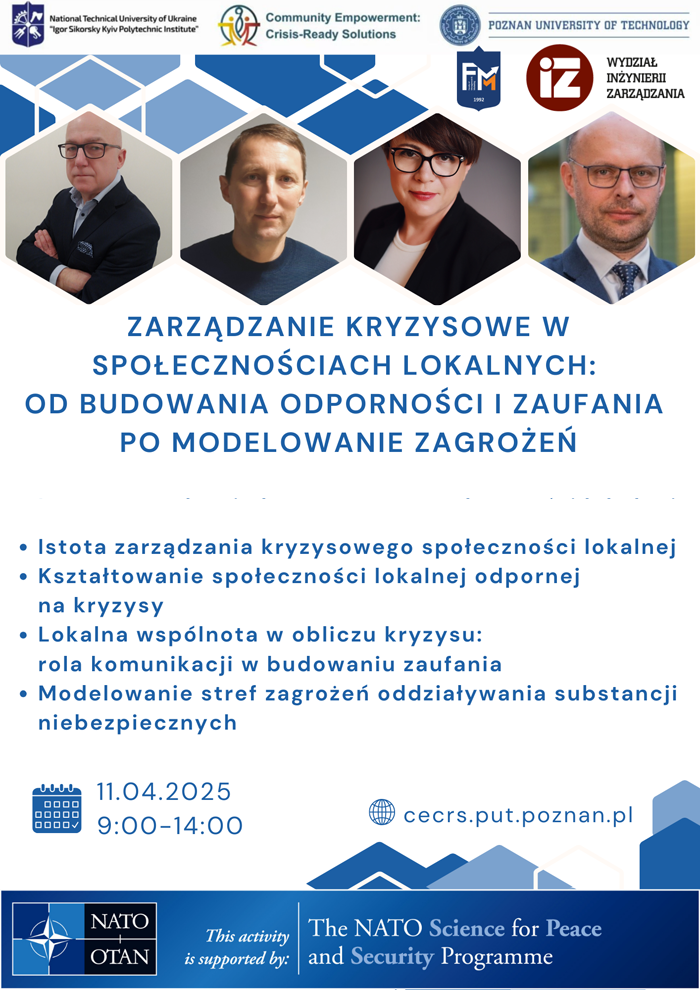 National Technical University of Ukraine
"Igor Sikorsky Kyiv Polytechnic Institute"
Community Empowerment:
Crisis-Ready Solutions
POZNAN UNIVERSITY OF TECHNOLOGY
FM
1992
iZ
WYDZIAŁ
INŻYNIERII
ZARZĄDZANIA
ZARZĄDZANIE KRYZYSOWE W
SPOŁECZNOŚCIACH LOKALNYCH:
OD BUDOWANIA ODPORNOŚCI I ZAUFANIA
PO MODELOWANIE ZAGROŻEŃ
• Istota zarządzania kryzysowego społeczności lokalnej
• Kształtowanie społeczności lokalnej odpornej
na kryzysy
• Lokalna wspólnota w obliczu kryzysu:
rola komunikacji w budowaniu zaufania
• Modelowanie stref zagrożeń oddziaływania substancji
niebezpiecznych
11.04.2025
9:00-14:00
cecrs.put.poznan.pl
NATO
OTAN
This activity
is supported by:
The NATO Science for Peace
and Security Programme